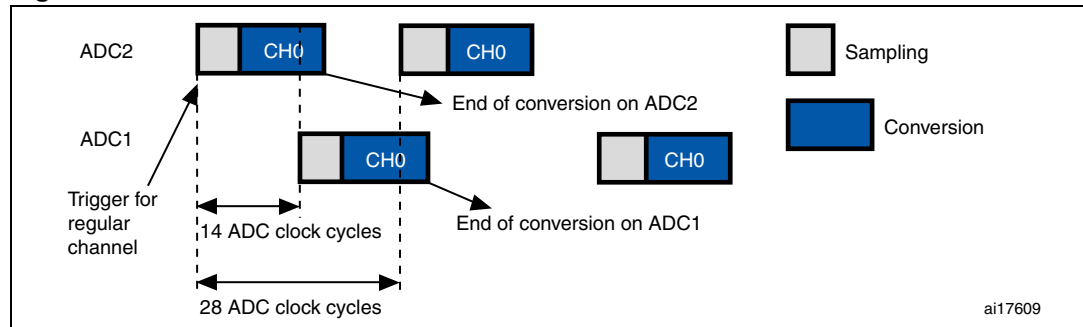 ADC2
CH0
CH0
Sampling
End of conversion on ADC2
ADC1
CH0
CH0
Conversion
Trigger for
regular
channel
End of conversion on ADC1
14 ADC clock cycles
28 ADC clock cycles
ai17609